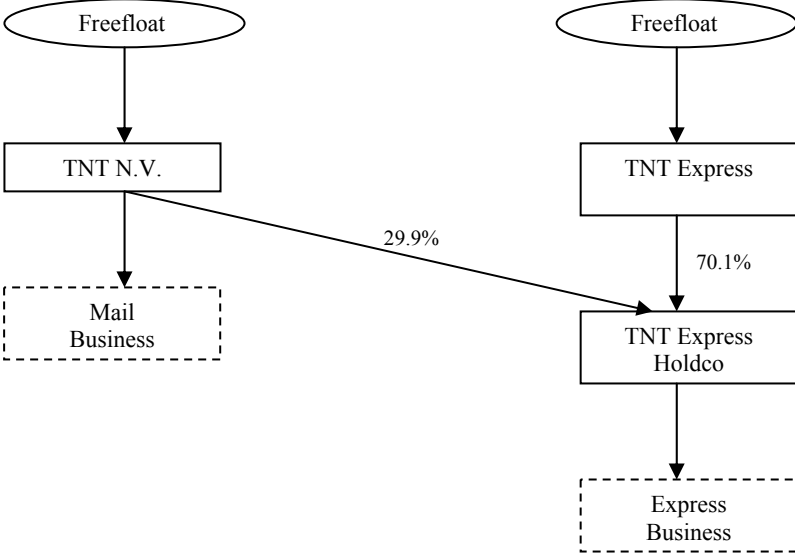 Freefloat
Freefloat
TNT N.V.
TNT Express
29.9%
70.1%
Mail
Business
TNT Express
Holdco
Express
Business